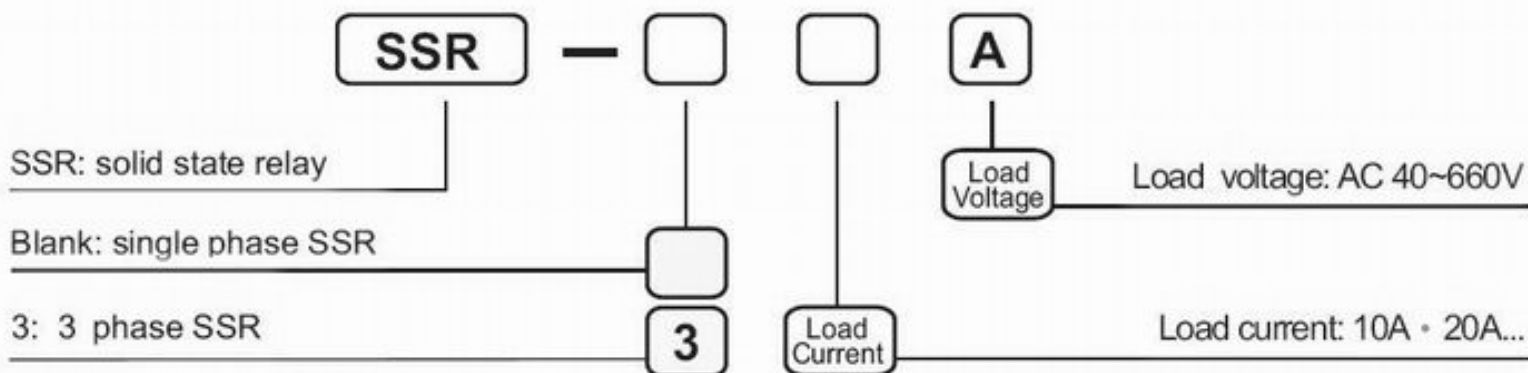 SSR — A
SSR: solid state relay
Load
Voltage
Load voltage: AC 40~660V
Blank: single phase SSR
3: 3 phase SSR
3
Load
Current
Load current: 10A • 20A...